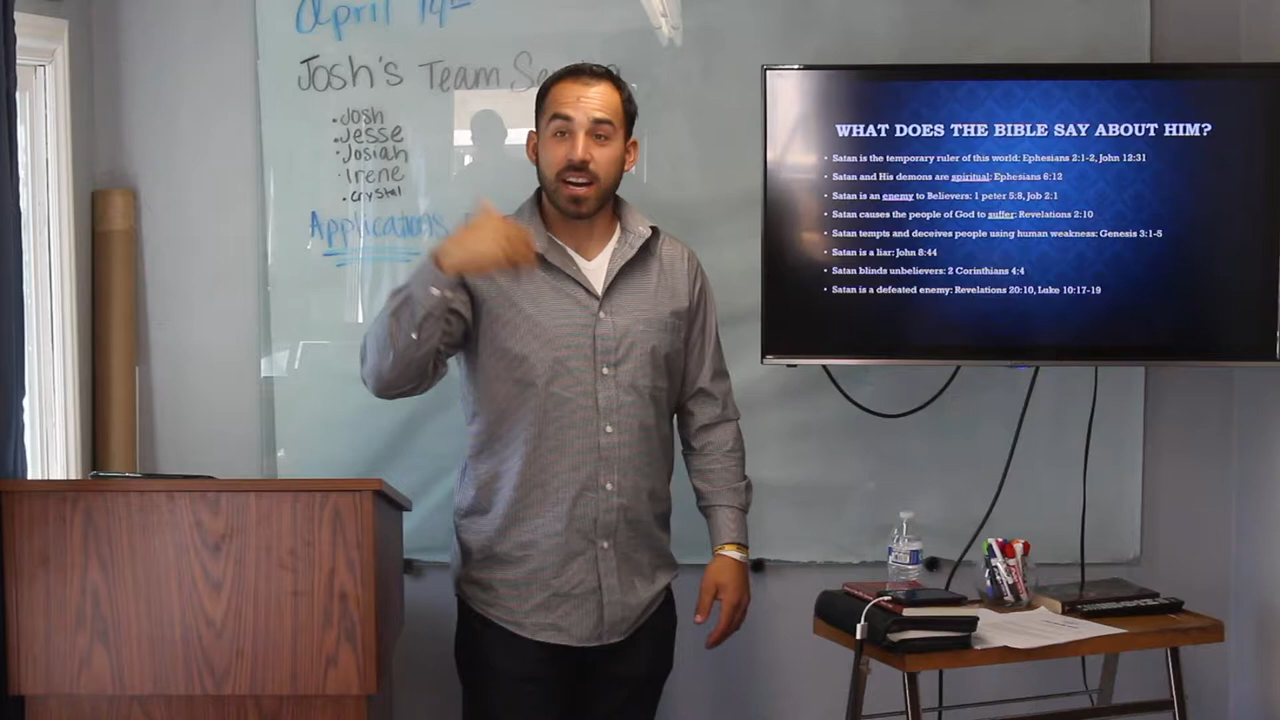 April 14th
Josh's Team Se
• Josh
• Jesse
• Josiah
• Irene
• Crystal
Applications
WHAT DOES THE BIBLE SAY ABOUT HIM?
• Satan is the temporary ruler of this world: Ephesians 2:1-2, John 12:31
• Satan and His demons are spiritual: Ephesians 6:12
• Satan is an enemy to Believers: 1 peter 5:8, Job 2:1
• Satan causes the people of God to suffer: Revelations 2:10
• Satan tempts and deceives people using human weakness: Genesis 3:1-5
• Satan is a liar: John 8:44
• Satan blinds unbelievers: 2 Corinthians 4:4
• Satan is a defeated enemy: Revelations 20:10, Luke 10:17-19